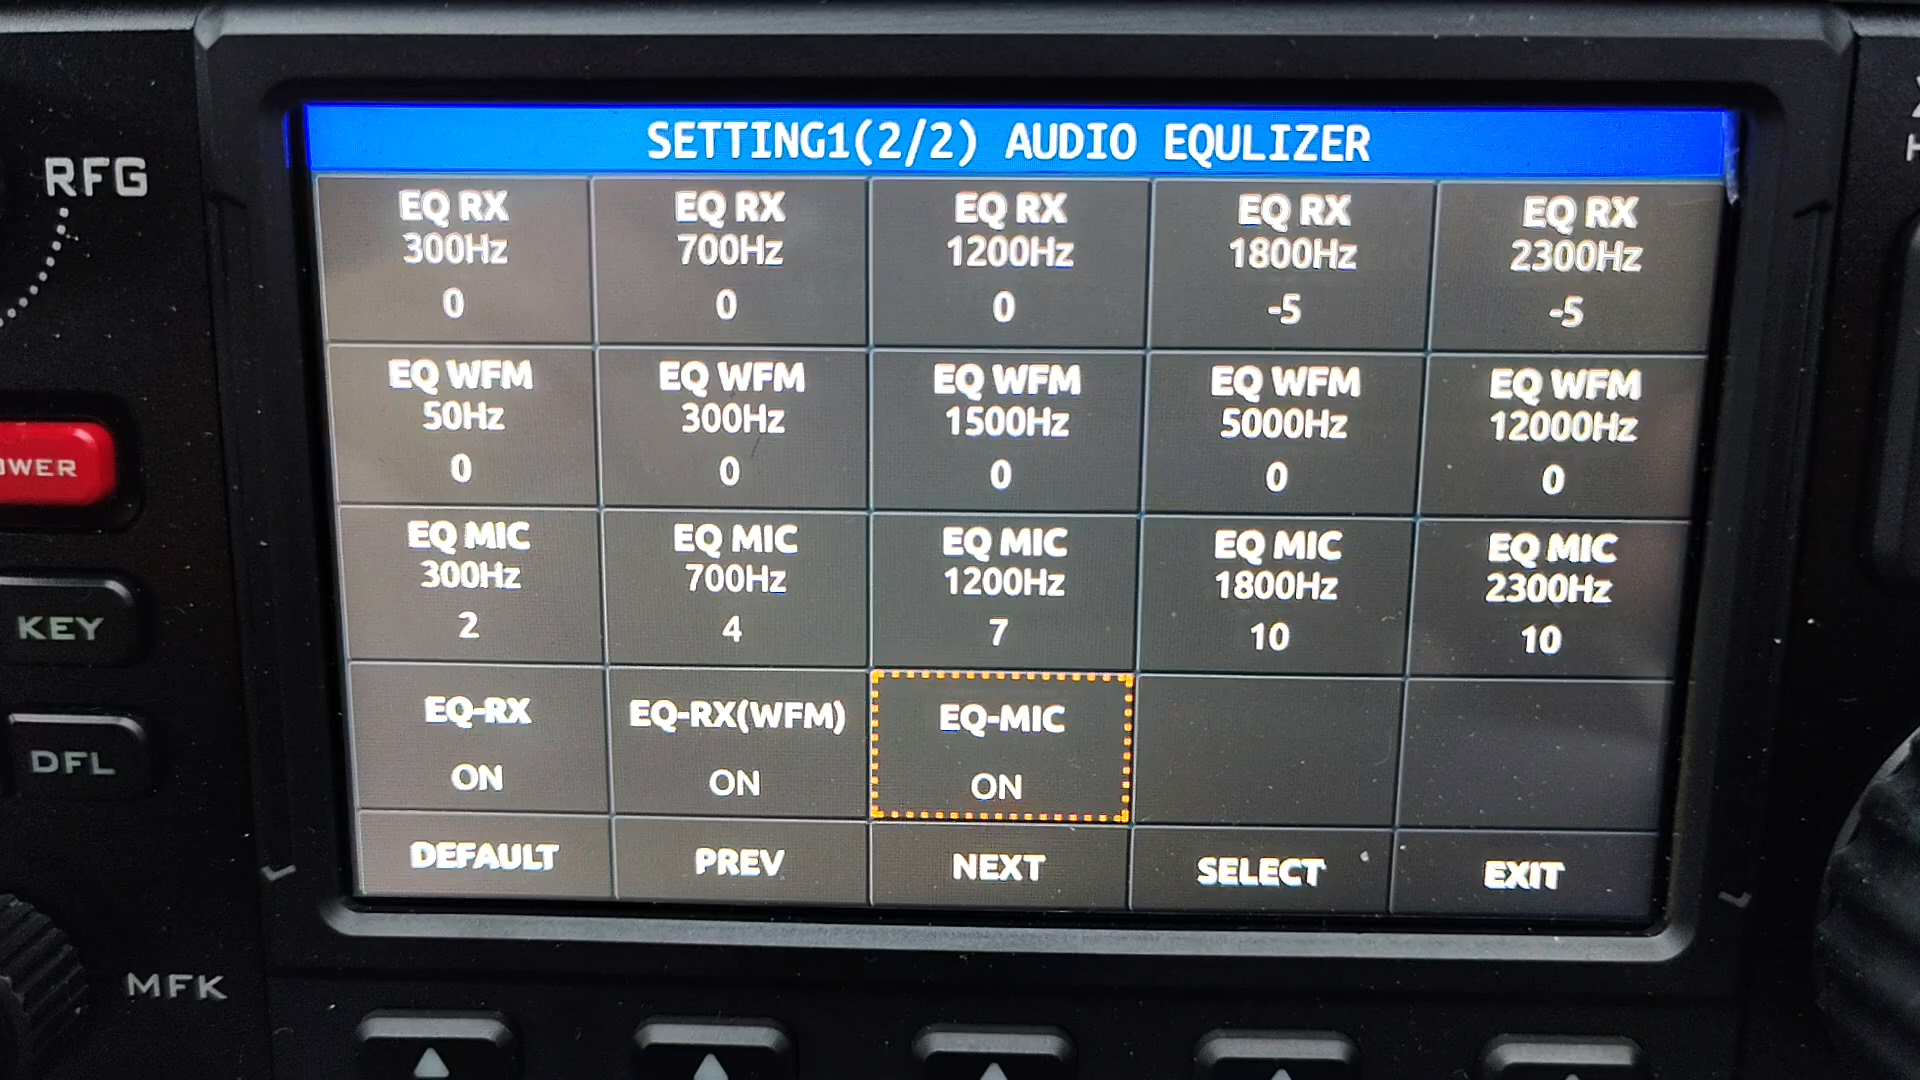 SETTING1(2/2) AUDIO EQULIZER
RFG
EQ RX
300Hz
0
EQ RX
700Hz
0
EQ RX
1200Hz
0
EQ RX
1800Hz
-5
EQ RX
2300Hz
-5
EQ WFM
50Hz
0
EQ WFM
300Hz
0
EQ WFM
1500Hz
0
EQ WFM
5000Hz
0
EQ WFM
12000Hz
0
EQ MIC
300Hz
2
EQ MIC
700Hz
4
EQ MIC
1200Hz
7
EQ MIC
1800Hz
10
EQ MIC
2300Hz
10
EQ-RX
ON
EQ-RX(WFM)
ON
EQ-MIC
ON
DEFAULT
PREV
NEXT
SELECT
EXIT
KEY
DFL
MFK